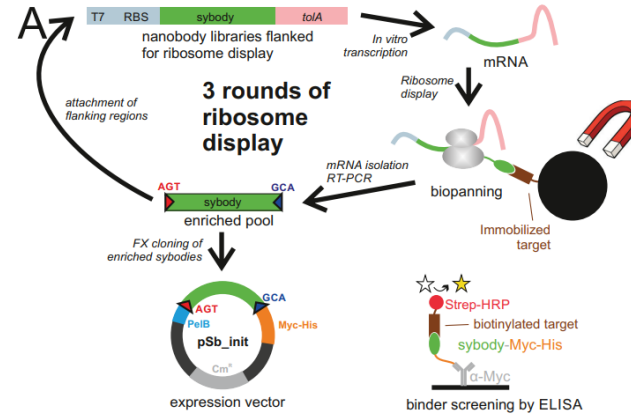 A
T7 RBS sybody tolA
nanobody libraries flanked
for ribosome display
In vitro
transcription
mRNA
Ribosome
display
attachment of
flanking regions
3 rounds of
ribosome
display
mRNA isolation
RT-PCR
biopanning
Immobilized
target
AGT GCA
sybody
enriched pool
FX cloning of
enriched sybodies
GCA
AGT
PelB
Myc-His
pSb_init
Cmᴿ
expression vector
Strep-HRP
biotinylated target
sybody-Myc-His
α-Myc
binder screening by ELISA